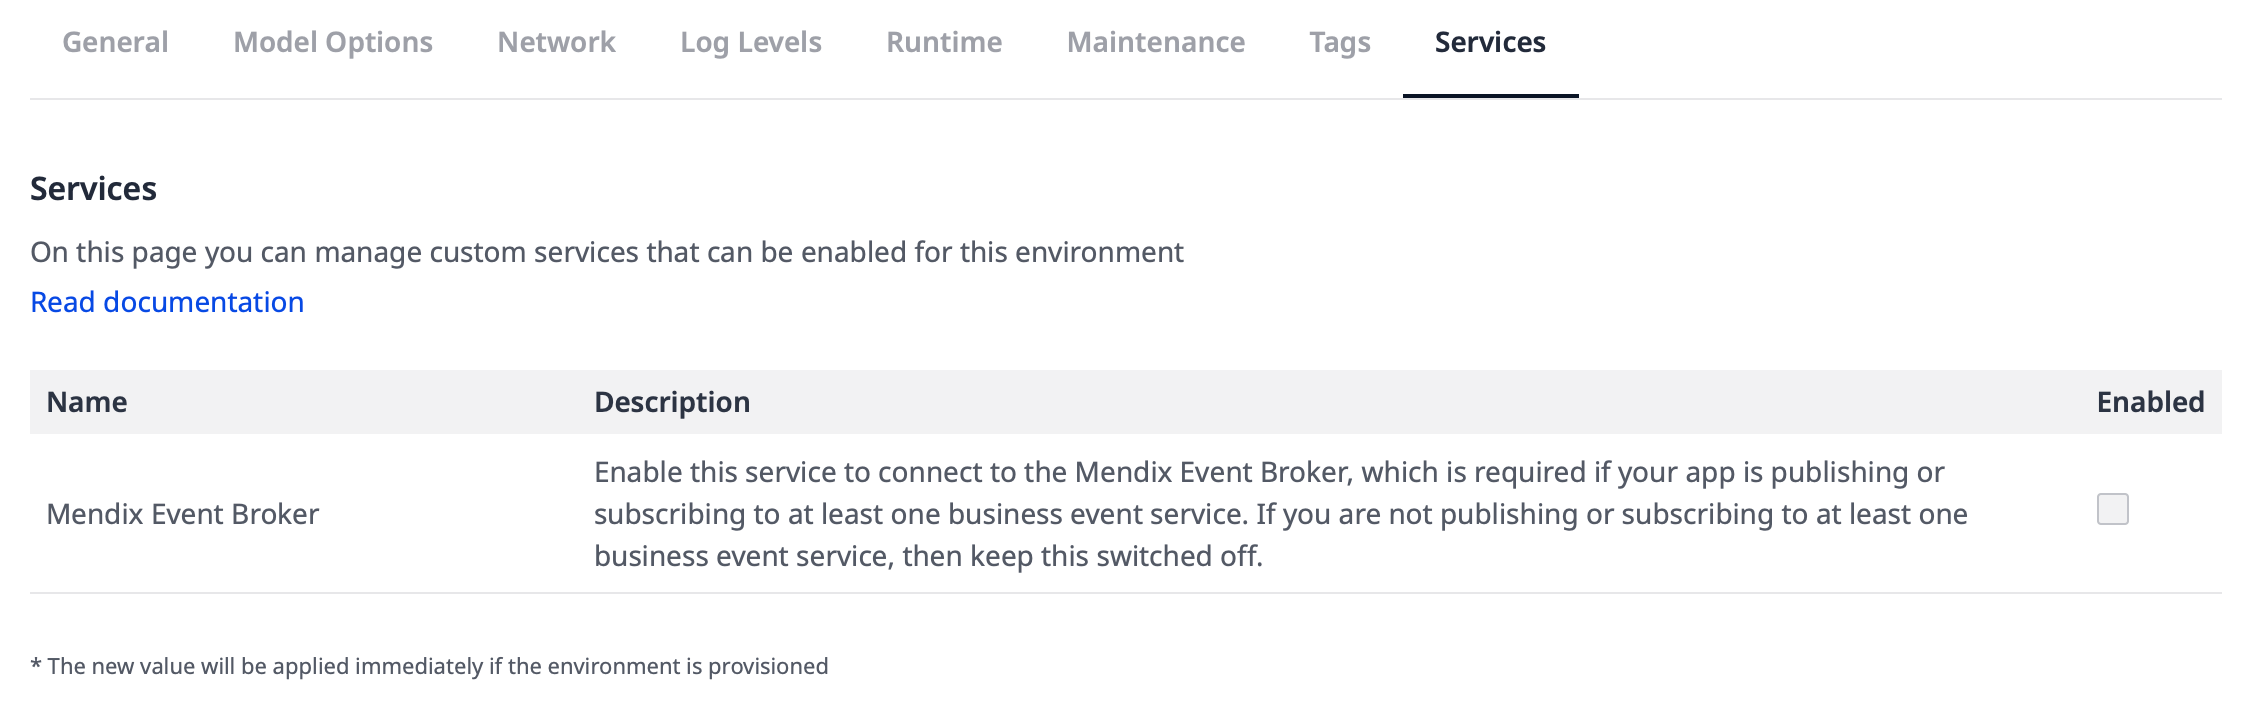 General Model Options Network Log Levels Runtime Maintenance Tags Services
Services
On this page you can manage custom services that can be enabled for this environment
Read documentation
Name Description Enabled
Enable this service to connect to the Mendix Event Broker, which is required if your app is publishing or
Mendix Event Broker subscribing to at least one business event service. If you are not publishing or subscribing to at least one
business event service, then keep this switched off.
* The new value will be applied immediately if the environment is provisioned